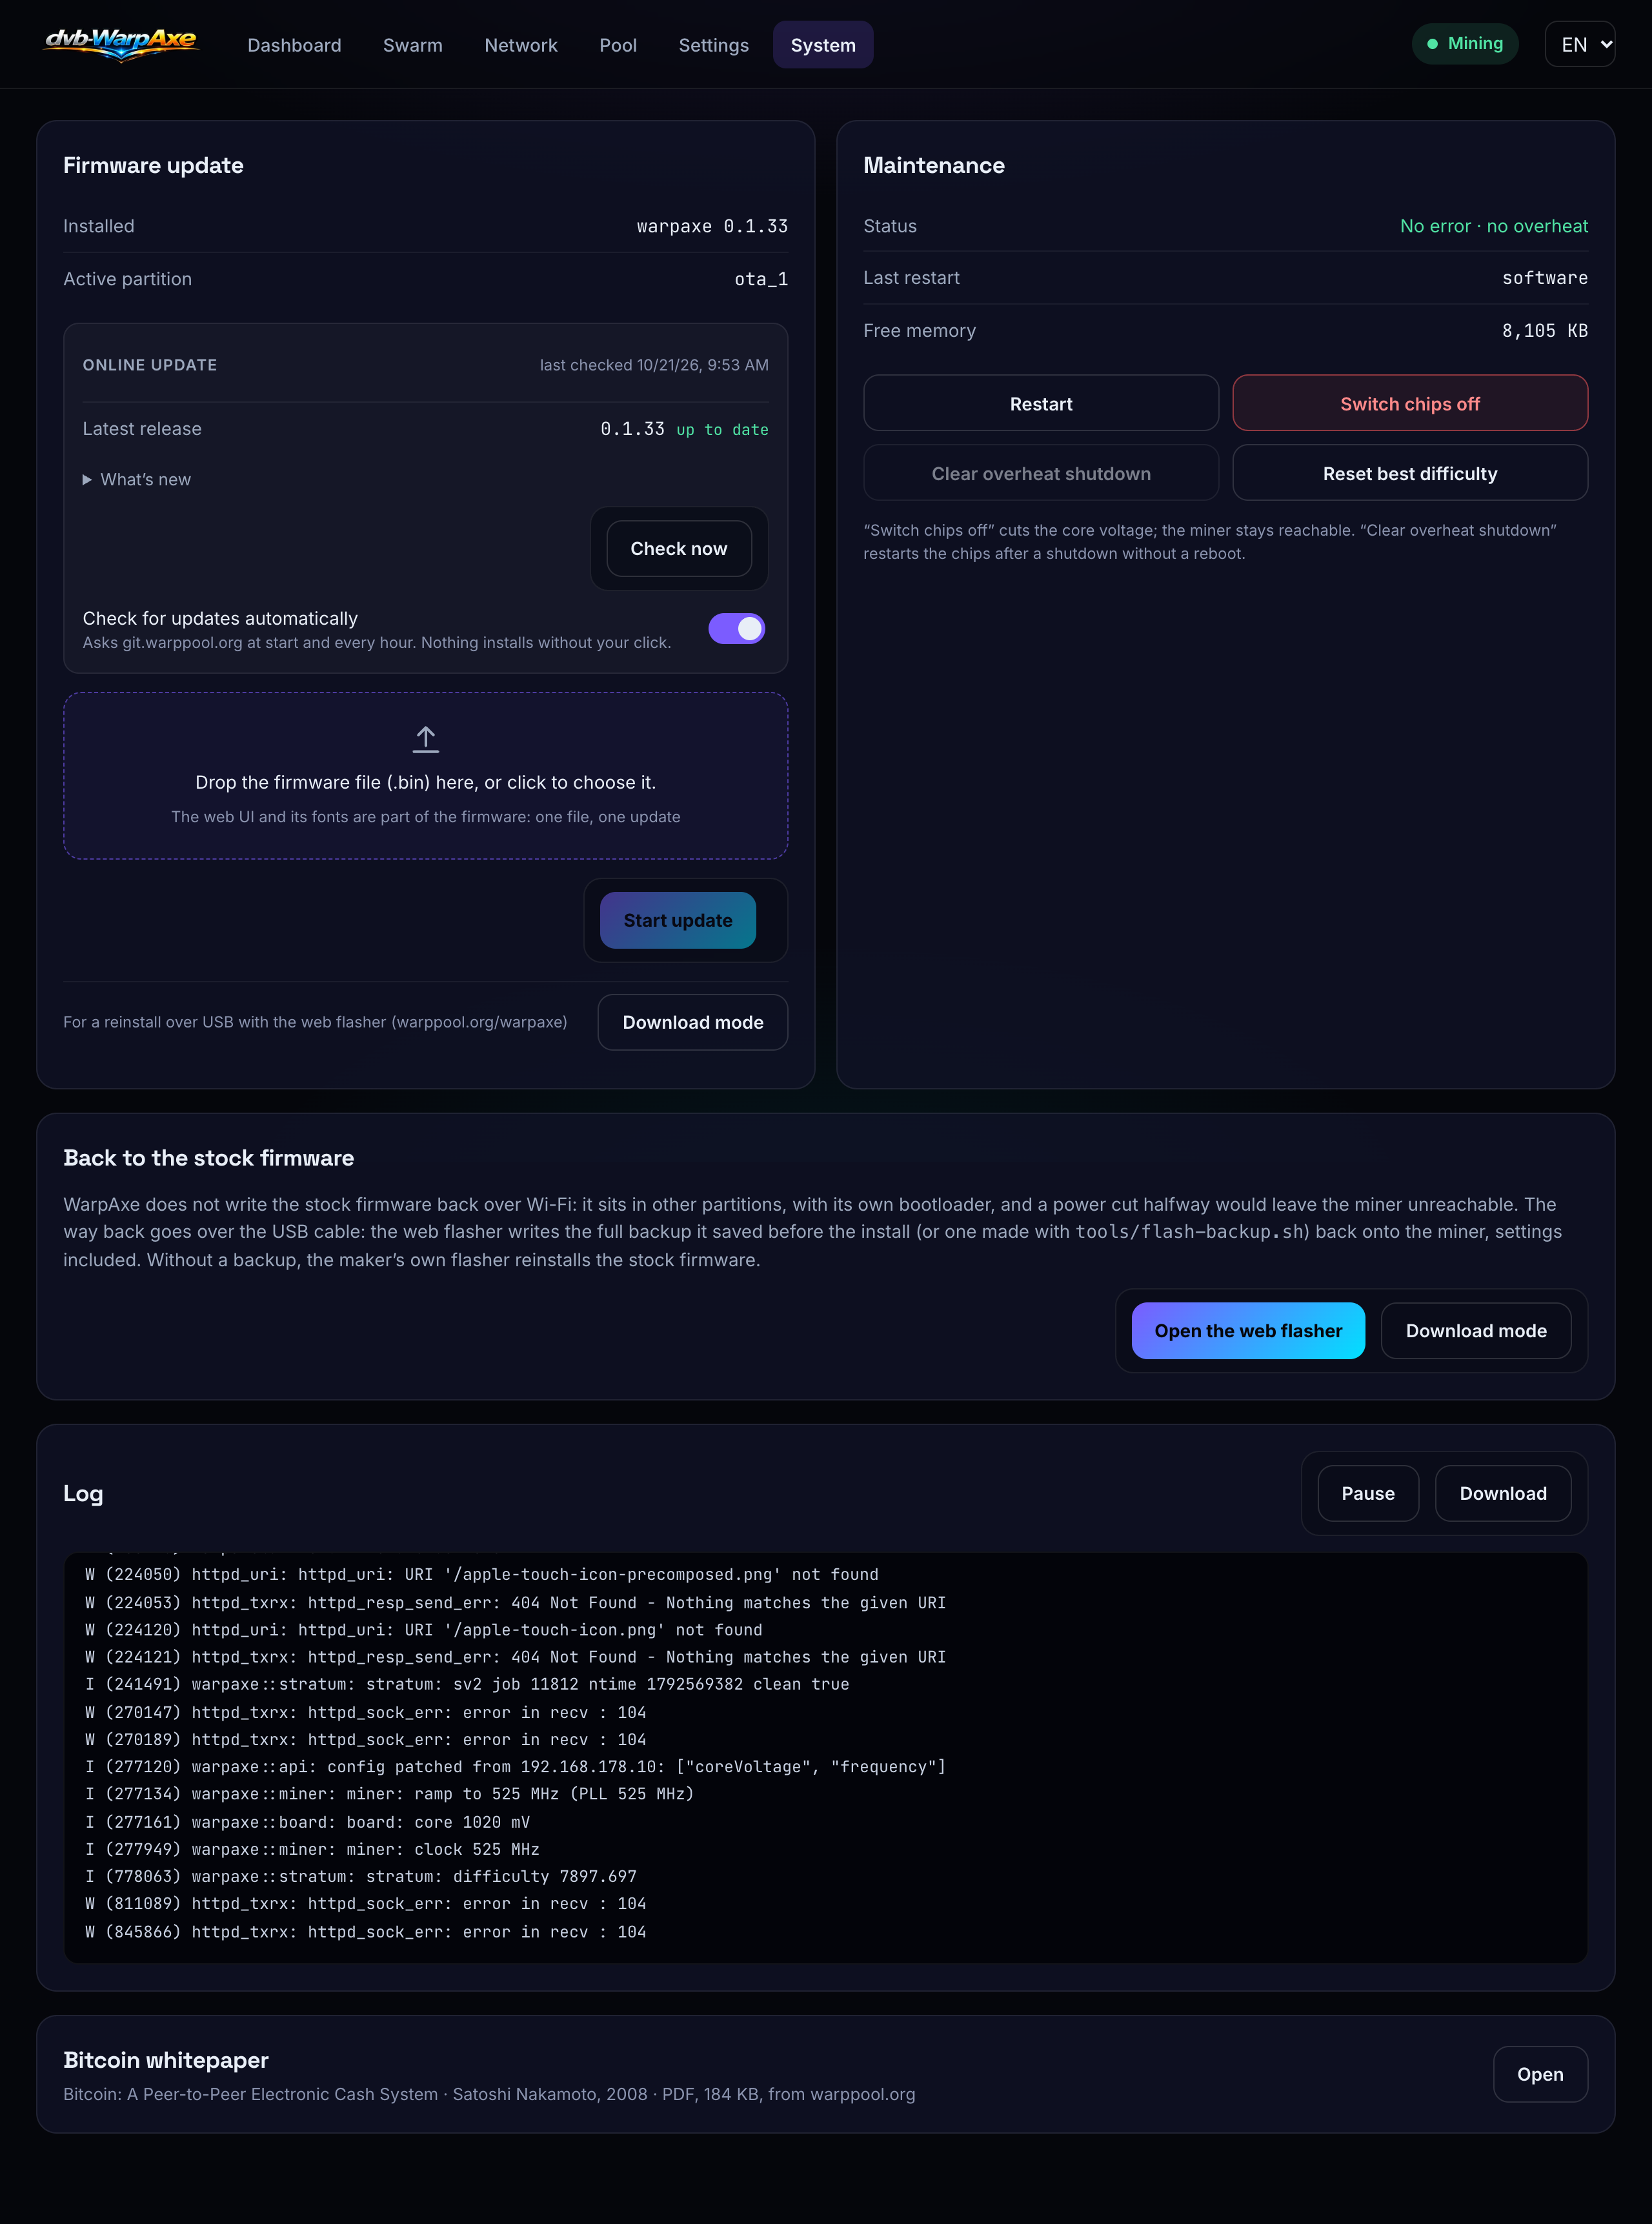 dvb-WarpAxe
Dashboard
Swarm
Network
Pool
Settings
System
Mining
EN
Firmware update
Installed
warpaxe 0.1.33
Active partition
ota_1
ONLINE UPDATE
last checked 10/21/26, 9:53 AM
Latest release
0.1.33 up to date
What’s new
Check now
Check for updates automatically
Asks git.warppool.org at start and every hour. Nothing installs without your click.
Drop the firmware file (.bin) here, or click to choose it.
The web UI and its fonts are part of the firmware: one file, one update
Start update
For a reinstall over USB with the web flasher (warppool.org/warpaxe)
Download mode
Maintenance
Status
No error · no overheat
Last restart
software
Free memory
8,105 KB
Restart
Switch chips off
Clear overheat shutdown
Reset best difficulty
“Switch chips off” cuts the core voltage; the miner stays reachable. “Clear overheat shutdown”
restarts the chips after a shutdown without a reboot.
Back to the stock firmware
WarpAxe does not write the stock firmware back over Wi-Fi: it sits in other partitions, with its own bootloader, and a power cut halfway would leave the miner unreachable. The
way back goes over the USB cable: the web flasher writes the full backup it saved before the install (or one made with tools/flash-backup.sh) back onto the miner, settings
included. Without a backup, the maker’s own flasher reinstalls the stock firmware.
Open the web flasher
Download mode
Log
Pause
Download
W (224050) httpd_uri: httpd_uri: URI '/apple-touch-icon-precomposed.png' not found
W (224053) httpd_txrx: httpd_resp_send_err: 404 Not Found - Nothing matches the given URI
W (224120) httpd_uri: httpd_uri: URI '/apple-touch-icon.png' not found
W (224121) httpd_txrx: httpd_resp_send_err: 404 Not Found - Nothing matches the given URI
I (241491) warpaxe::stratum: stratum: sv2 job 11812 ntime 1792569382 clean true
W (270147) httpd_txrx: httpd_sock_err: error in recv : 104
W (270189) httpd_txrx: httpd_sock_err: error in recv : 104
I (277120) warpaxe::api: config patched from 192.168.178.10: ["coreVoltage", "frequency"]
I (277134) warpaxe::miner: miner: ramp to 525 MHz (PLL 525 MHz)
I (277161) warpaxe::board: board: core 1020 mV
I (277949) warpaxe::miner: miner: clock 525 MHz
I (778063) warpaxe::stratum: stratum: difficulty 7897.697
W (811089) httpd_txrx: httpd_sock_err: error in recv : 104
W (845866) httpd_txrx: httpd_sock_err: error in recv : 104
Bitcoin whitepaper
Bitcoin: A Peer-to-Peer Electronic Cash System · Satoshi Nakamoto, 2008 · PDF, 184 KB, from warppool.org
Open